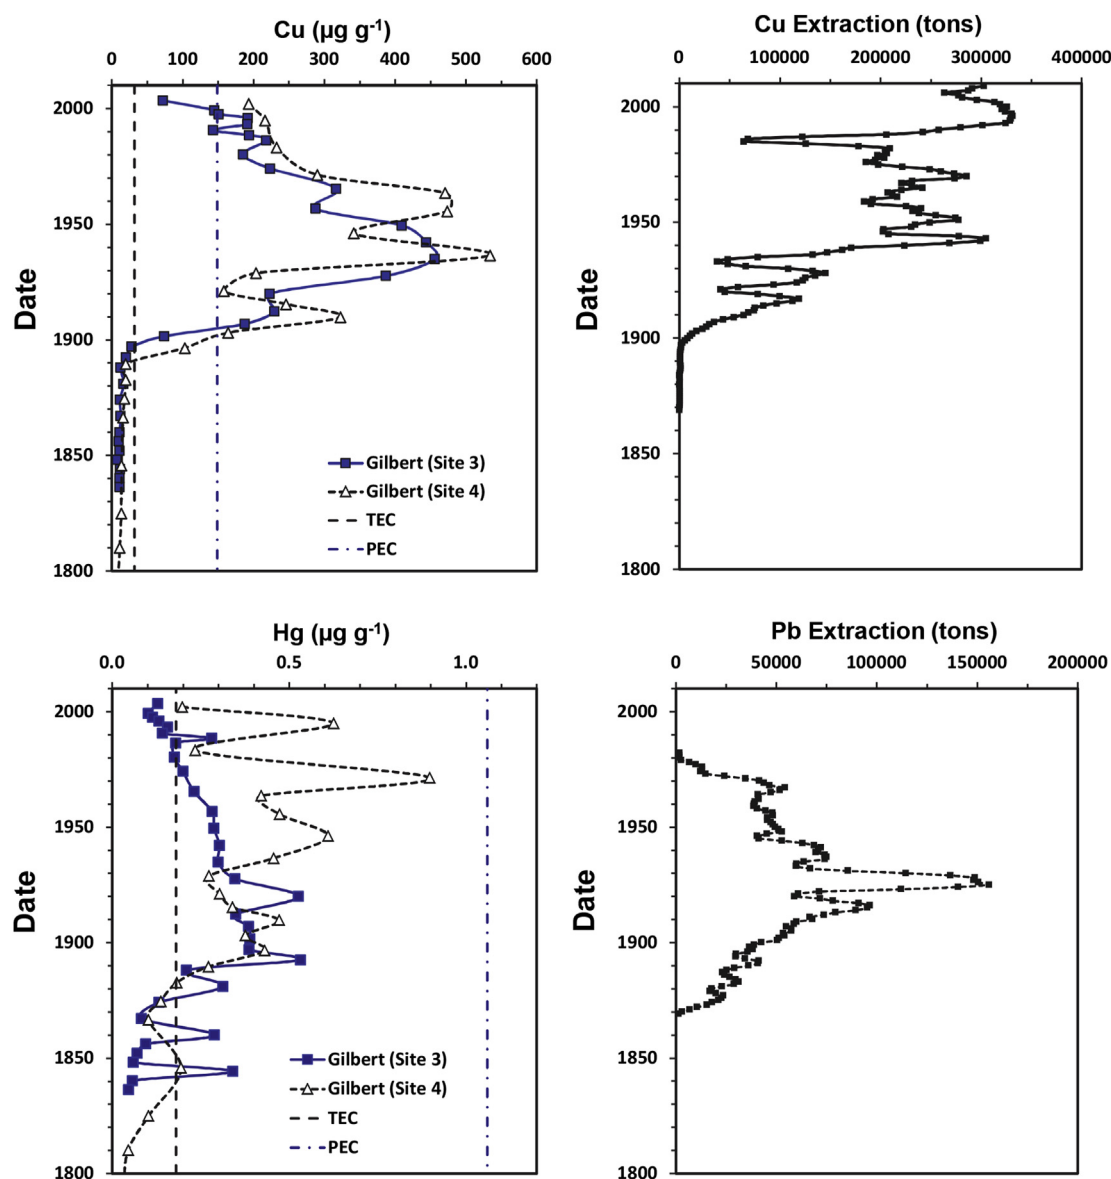 Cu (µg g-1)
0 100 200 300 400 500 600
2000
1950
1900
1850
1800
Date
Gilbert (Site 3)
Gilbert (Site 4)
TEC
PEC
Cu Extraction (tons)
0 100000 200000 300000 400000
2000
1950
1900
1850
1800
Date
Hg (µg g-1)
0.0 0.5 1.0
2000
1950
1900
1850
1800
Date
Gilbert (Site 3)
Gilbert (Site 4)
TEC
PEC
Pb Extraction (tons)
0 50000 100000 150000 200000
2000
1950
1900
1850
1800
Date